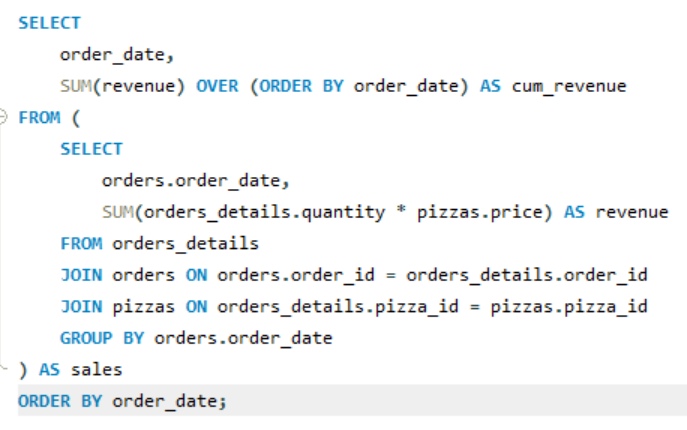 SELECT
    order_date,
    SUM(revenue) OVER (ORDER BY order_date) AS cum_revenue
FROM (
    SELECT
        orders.order_date,
        SUM(orders_details.quantity * pizzas.price) AS revenue
    FROM orders_details
    JOIN orders ON orders.order_id = orders_details.order_id
    JOIN pizzas ON orders_details.pizza_id = pizzas.pizza_id
    GROUP BY orders.order_date
) AS sales
ORDER BY order_date;